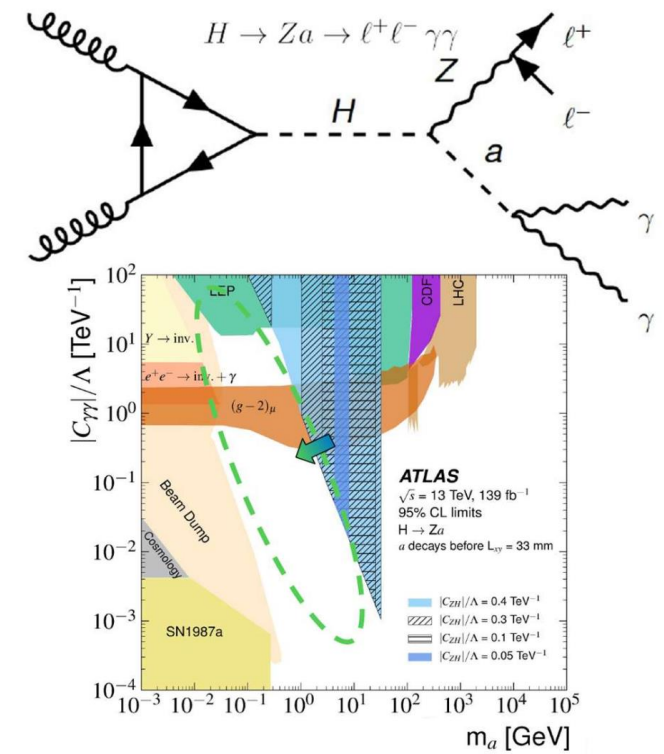 H → Za → ℓ⁺ℓ⁻ γγ
Z
ℓ⁺
ℓ⁻
H
a
γ
γ
|C_γγ|/Λ [TeV⁻¹]
10²
10¹
10⁰
10⁻¹
10⁻²
10⁻³
10⁻⁴
LEP
CDF
LHC
Υ → inv.
e⁺e⁻ → inv. + γ
(g−2)_μ
Beam Dump
Cosmology
SN1987a
ATLAS
√s = 13 TeV, 139 fb⁻¹
95% CL limits
H → Za
a decays before L_xy = 33 mm
|C_ZH|/Λ = 0.4 TeV⁻¹
|C_ZH|/Λ = 0.3 TeV⁻¹
|C_ZH|/Λ = 0.1 TeV⁻¹
|C_ZH|/Λ = 0.05 TeV⁻¹
10⁻³ 10⁻² 10⁻¹ 10⁰ 10¹ 10² 10³ 10⁴ 10⁵
m_a [GeV]